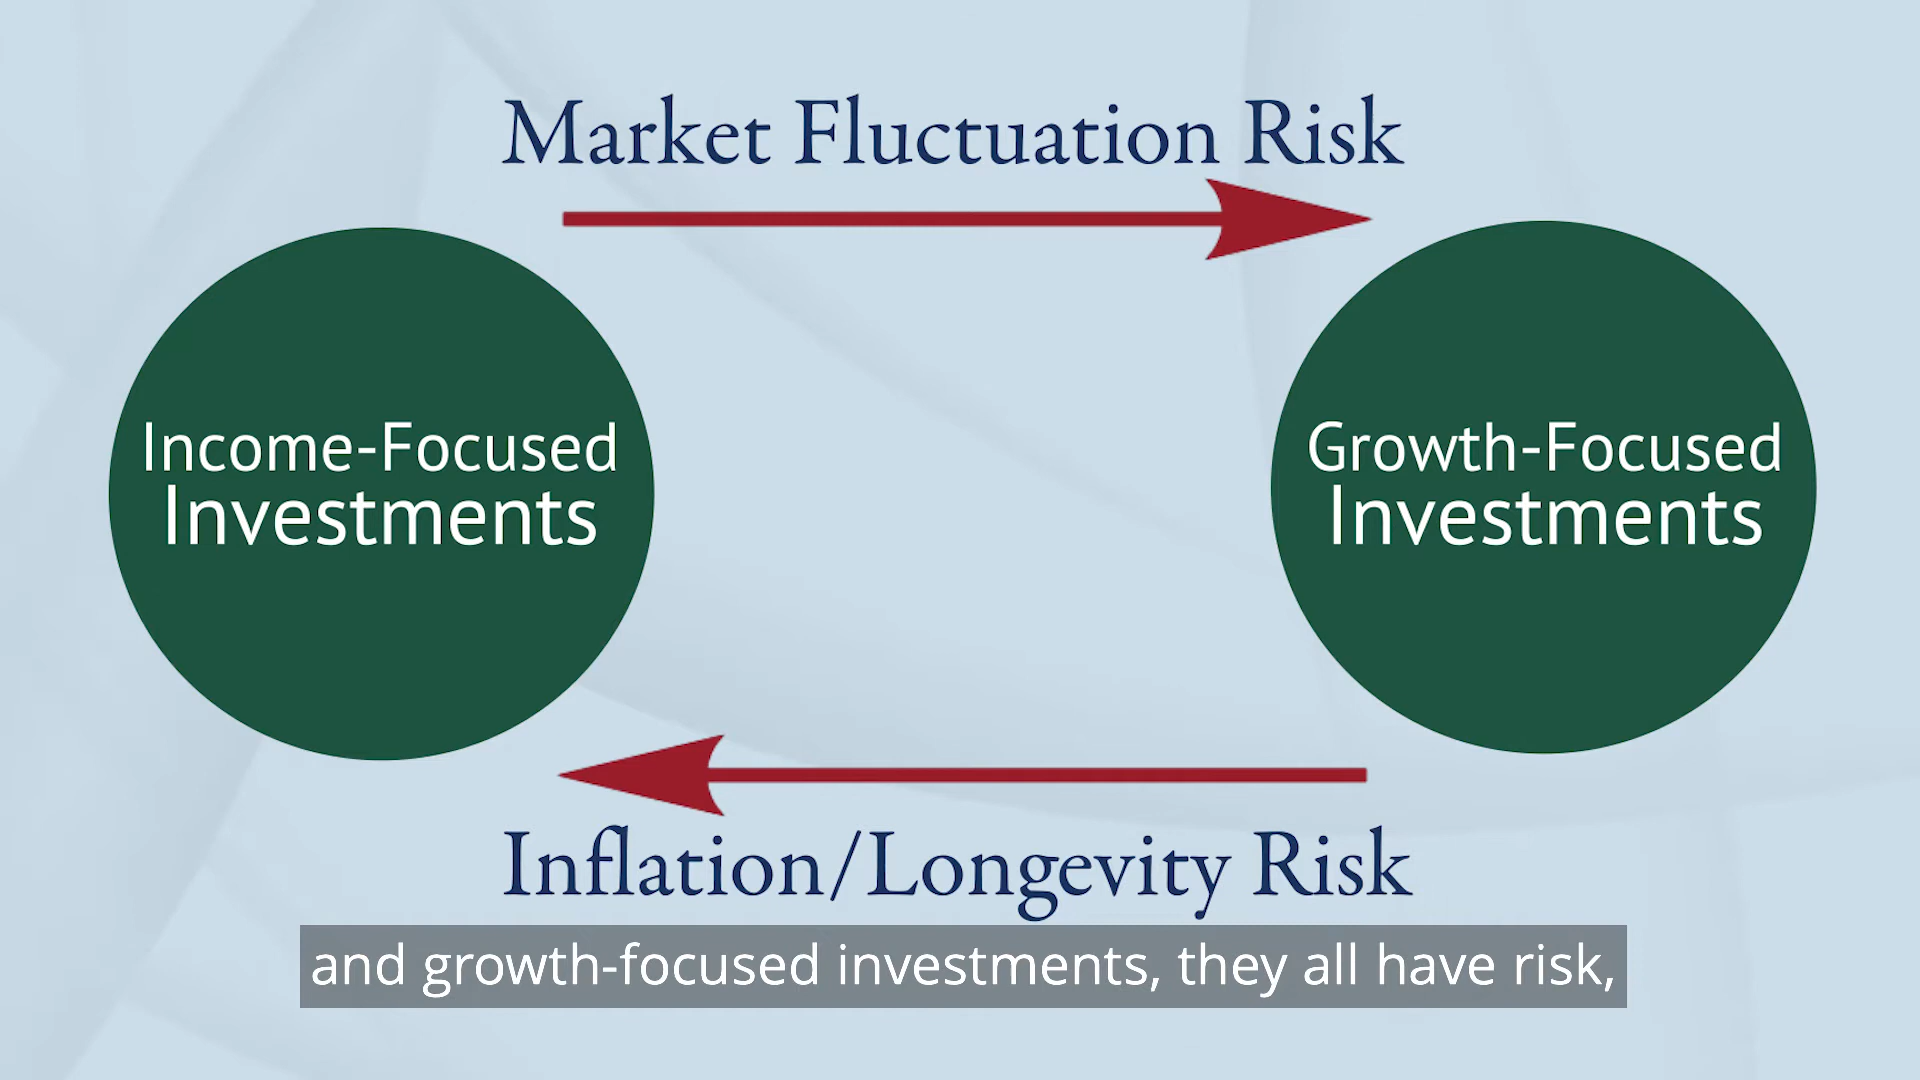 Market Fluctuation Risk
Income-Focused
Investments
Growth-Focused
Investments
Inflation/Longevity Risk
and growth-focused investments, they all have risk,